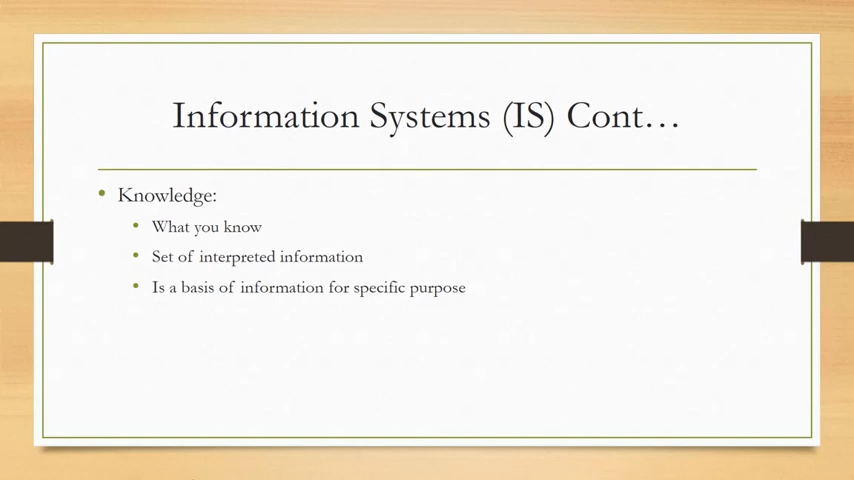 Information Systems (IS) Cont…
• Knowledge:
• What you know
• Set of interpreted information
• Is a basis of information for specific purpose